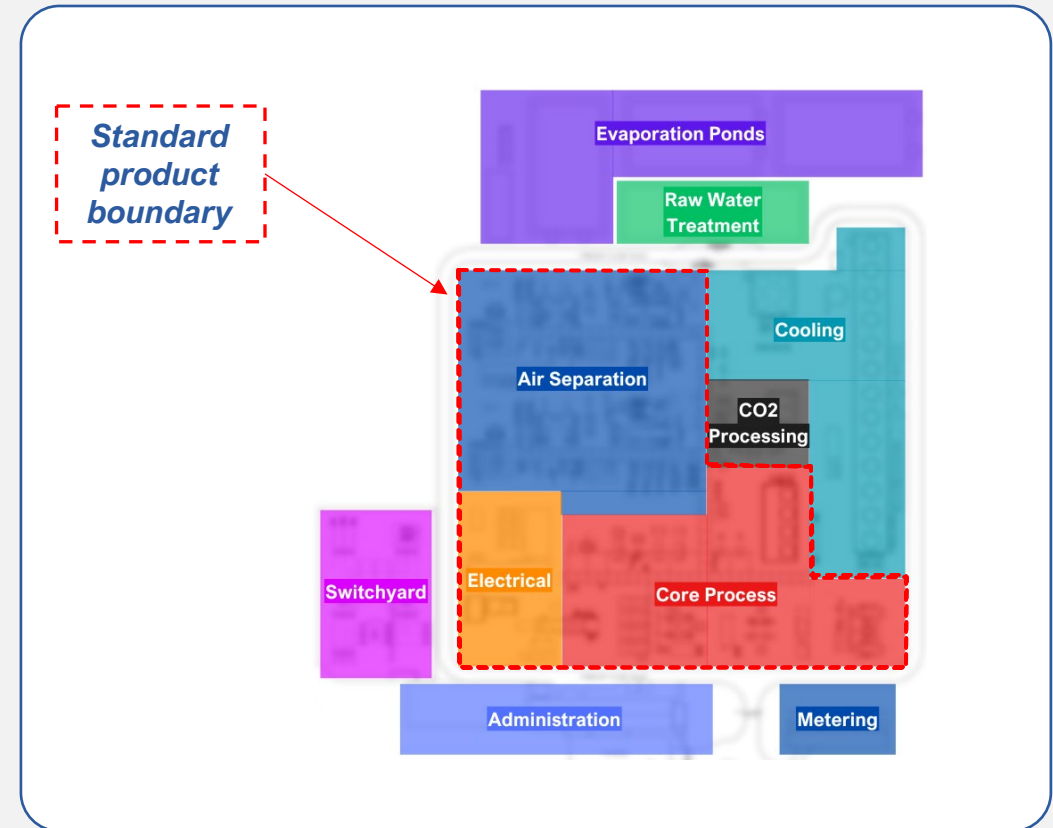 Standard
product
boundary
Evaporation Ponds
Raw Water
Treatment
Cooling
Air Separation
CO2
Processing
Electrical
Switchyard
Core Process
Administration
Metering